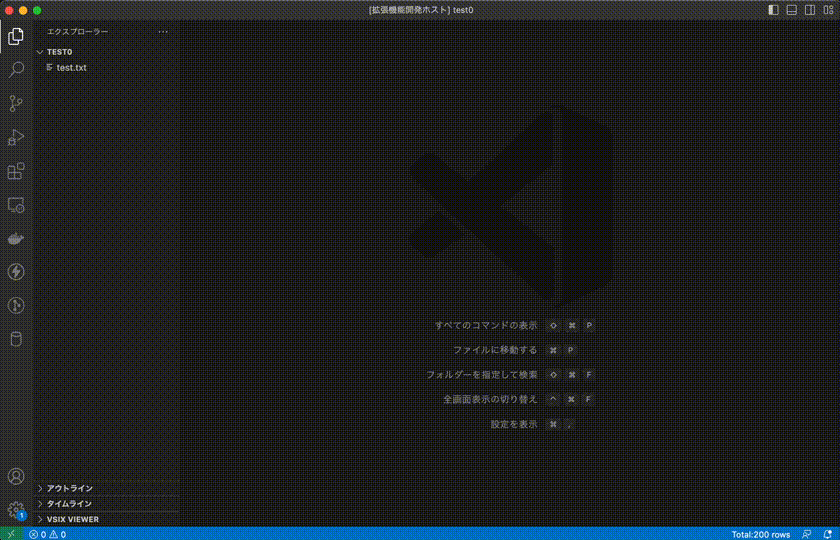 [拡張機能開発ホスト] test0
エクスプローラー
TEST0
test.txt
すべてのコマンドの表示 ⇧ ⌘ P
ファイルに移動する ⌘ P
フォルダーを指定して検索 ⇧ ⌘ F
全画面表示の切り替え ^ ⌘ F
設定を表示 ⌘ ,
アウトライン
タイムライン
VSIX VIEWER
1
0 0
Total:200 rows